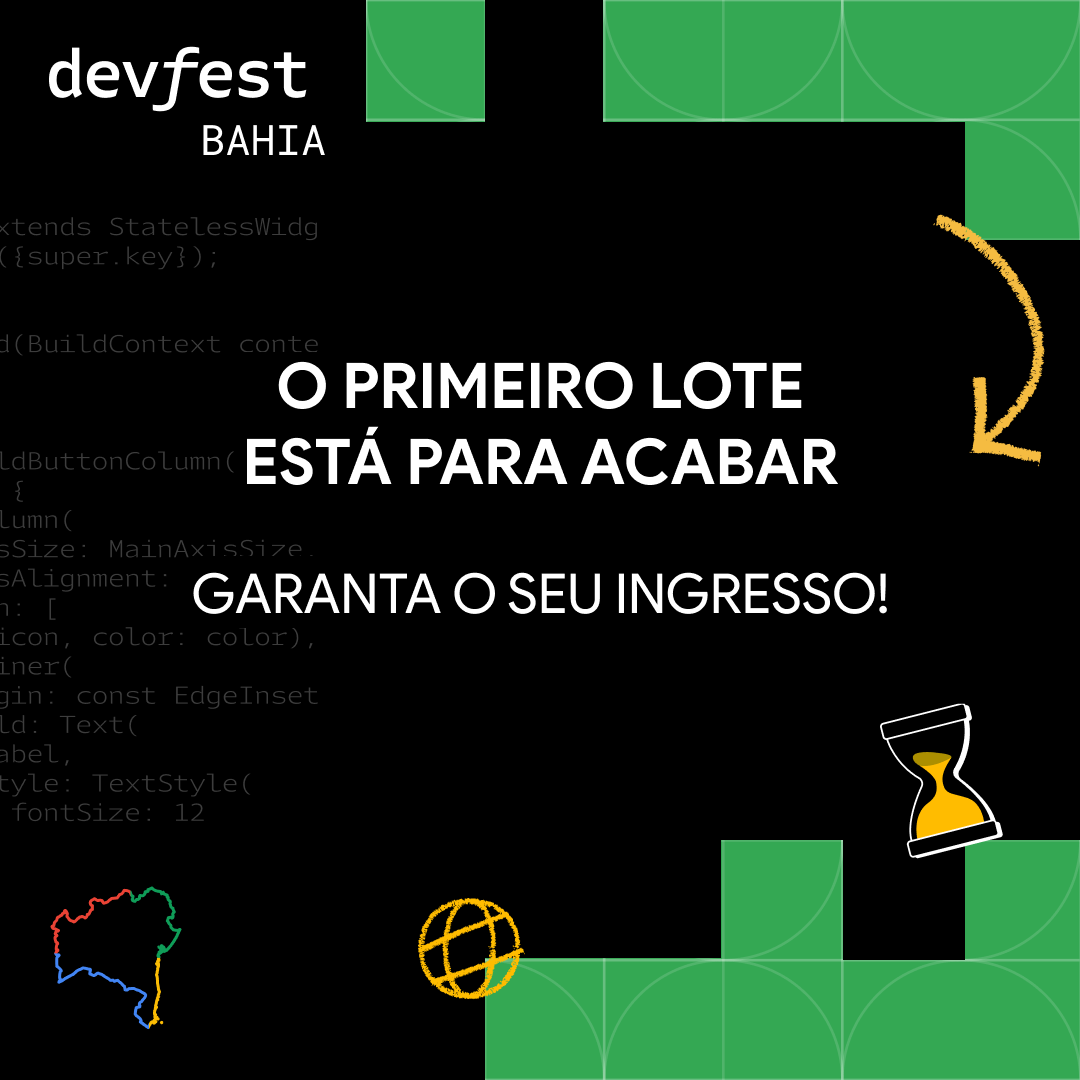 devfest
BAHIA
xtends StatelessWidg
({super.key});
d(BuildContext conte
O PRIMEIRO LOTE
ESTÁ PARA ACABAR
ldButtonColumn(
{
lumn(
sSize: MainAxisSize.
sAlignment:
GARANTA O SEU INGRESSO!
n: [
icon, color: color),
iner(
gin: const EdgeInset
ld: Text(
abel,
tyle: TextStyle(
fontSize: 12